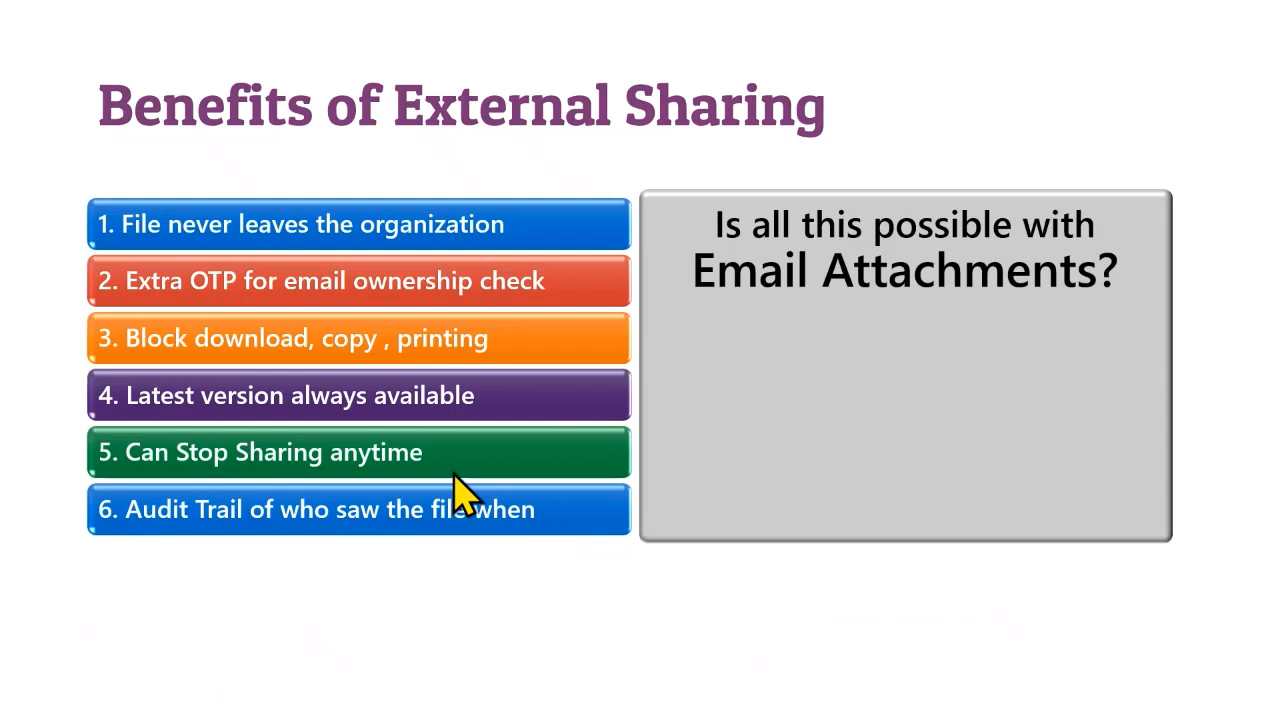 Benefits of External Sharing
1. File never leaves the organization
2. Extra OTP for email ownership check
3. Block download, copy , printing
4. Latest version always available
5. Can Stop Sharing anytime
6. Audit Trail of who saw the file when
Is all this possible with
Email Attachments?